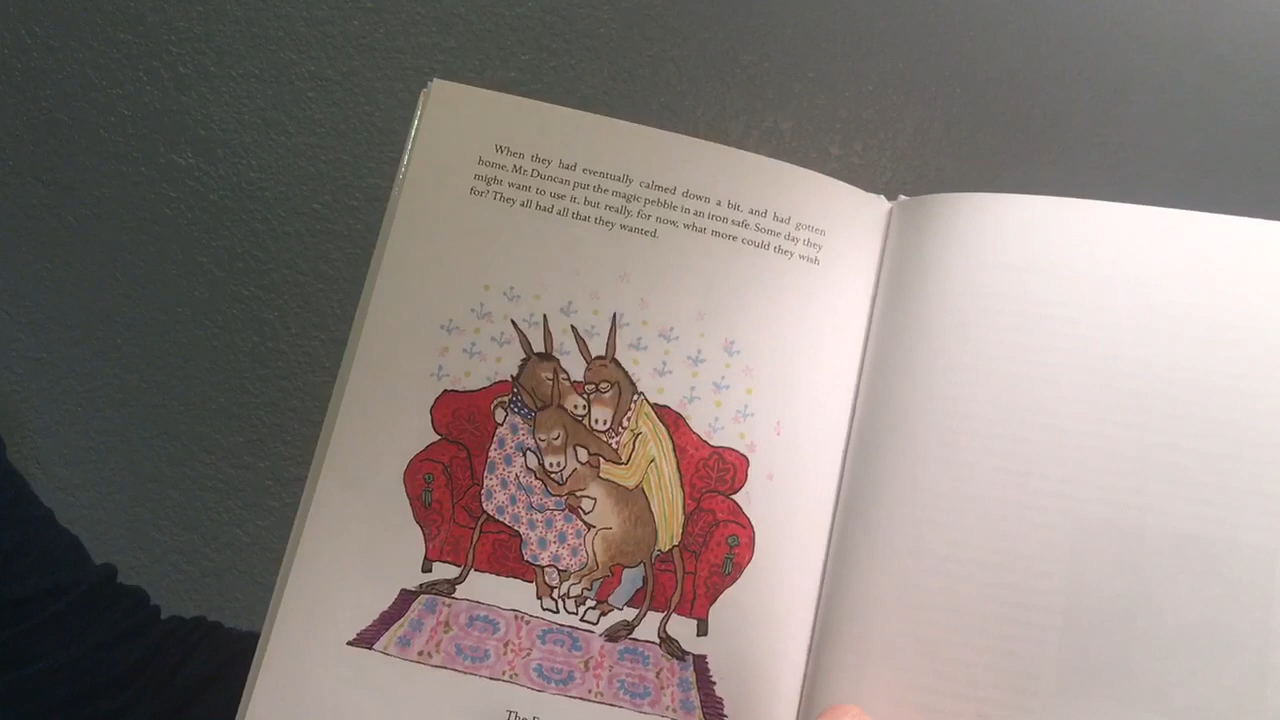 When they had eventually calmed down a bit, and had gotten
home, Mr. Duncan put the magic pebble in an iron safe. Some day they
might want to use it, but really, for now, what more could they wish
for? They all had all that they wanted.
The